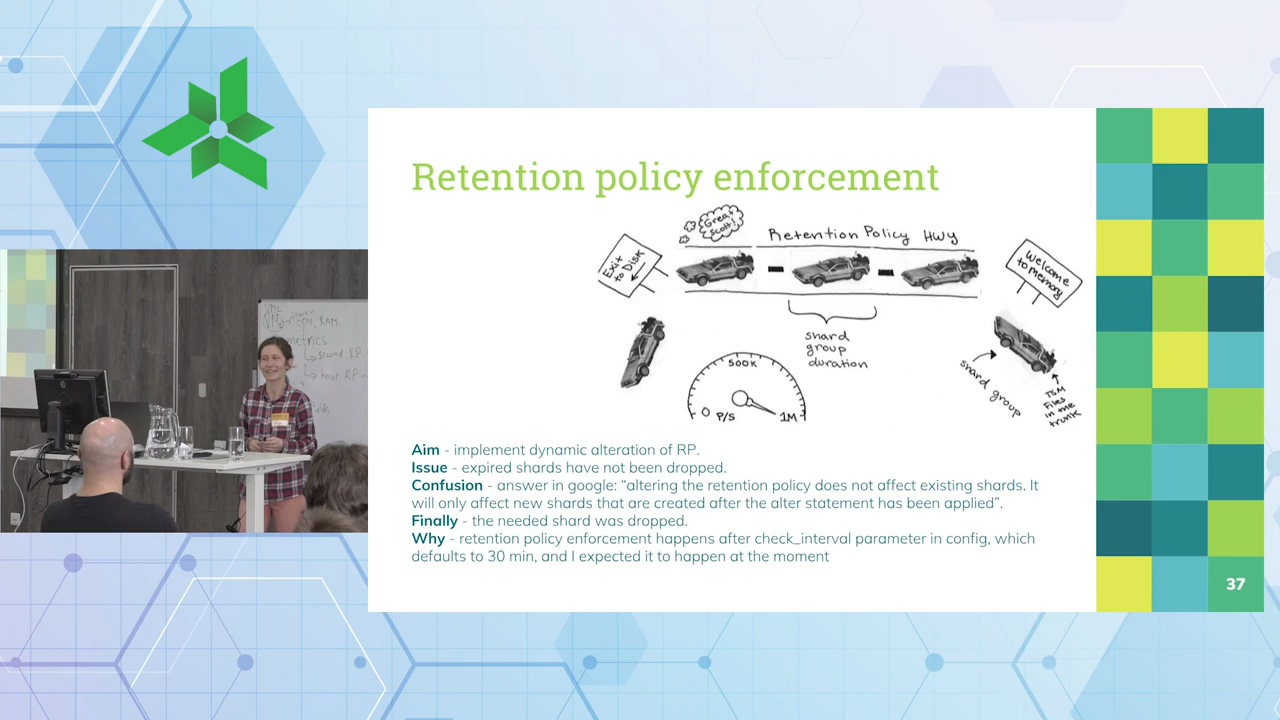 Retention policy enforcement
Great
Scott!
Retention Policy HWY
Exit
to Disk
Welcome
to memory
shard
group
duration
500K
0 P/S 1M
shard group
TSM
Files
in the
trunk
Aim - implement dynamic alteration of RP.
Issue - expired shards have not been dropped.
Confusion - answer in google: “altering the retention policy does not affect existing shards. It
will only affect new shards that are created after the alter statement has been applied”.
Finally - the needed shard was dropped.
Why - retention policy enforcement happens after check_interval parameter in config, which
defaults to 30 min, and I expected it to happen at the moment
37
metrics
hour RP